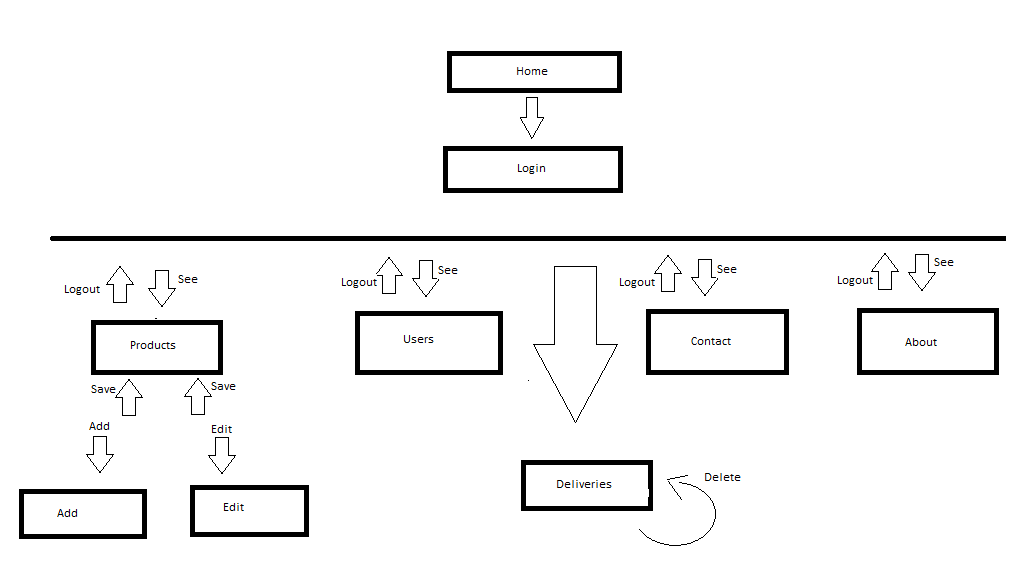 Home
Login
Logout
See
Logout
See
Logout
See
Logout
See
Products
Users
Contact
About
Save
Save
Add
Edit
Add
Edit
Deliveries
Delete